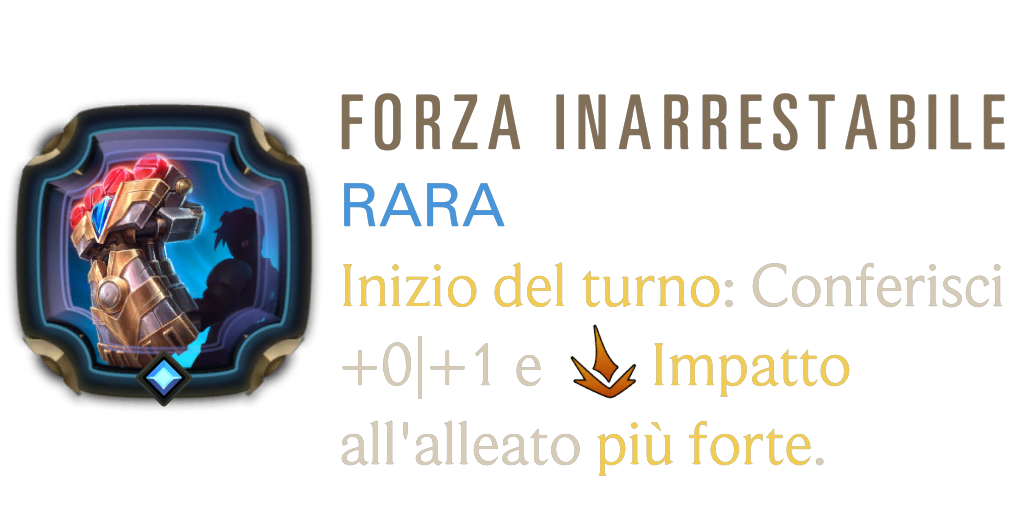 FORZA INARRESTABILE
RARA
Inizio del turno: Conferisci
+0|+1 e Impatto
all'alleato più forte.